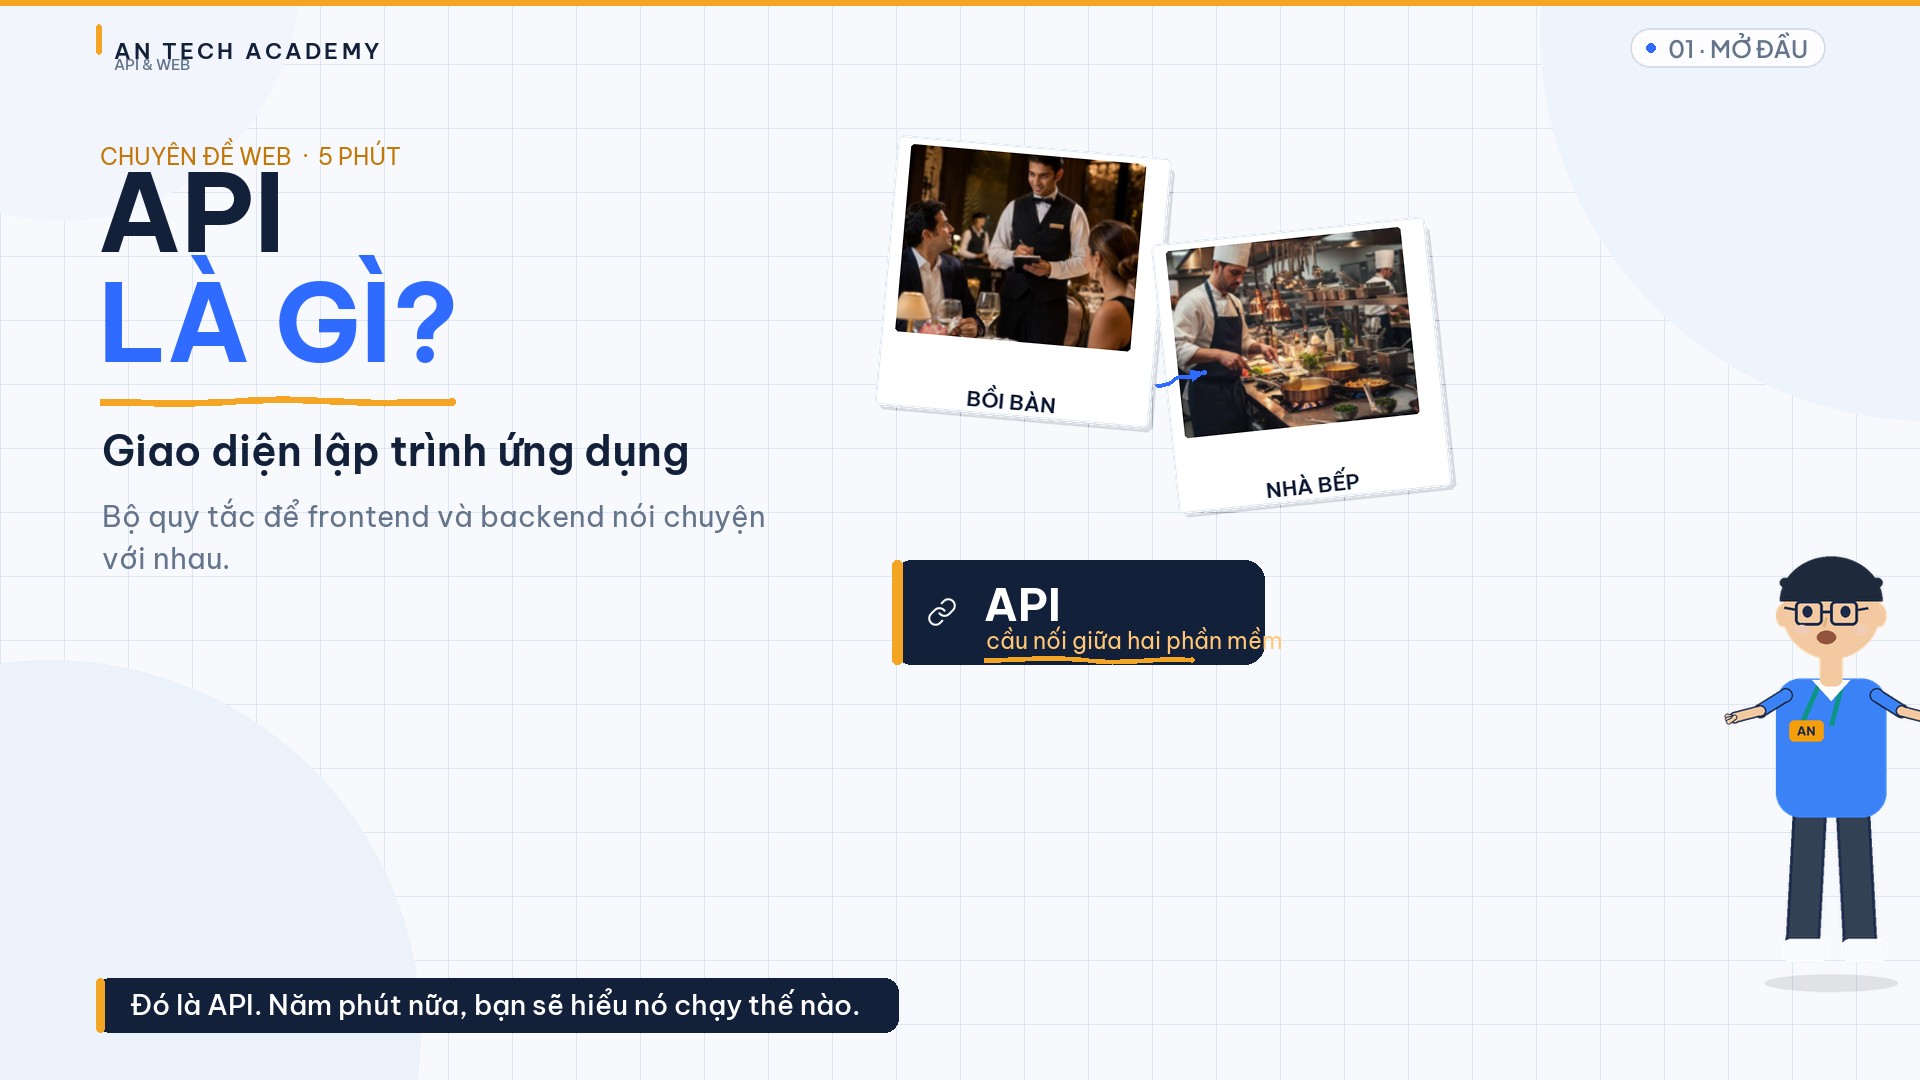 AN TECH ACADEMY
API & WEB
01 · MỞ ĐẦU
CHUYÊN ĐỀ WEB · 5 PHÚT
API
LÀ GÌ?
Giao diện lập trình ứng dụng
Bộ quy tắc để frontend và backend nói chuyện
với nhau.
BỒI BÀN
NHÀ BẾP
API
cầu nối giữa hai phần mềm
AN
Đó là API. Năm phút nữa, bạn sẽ hiểu nó chạy thế nào.